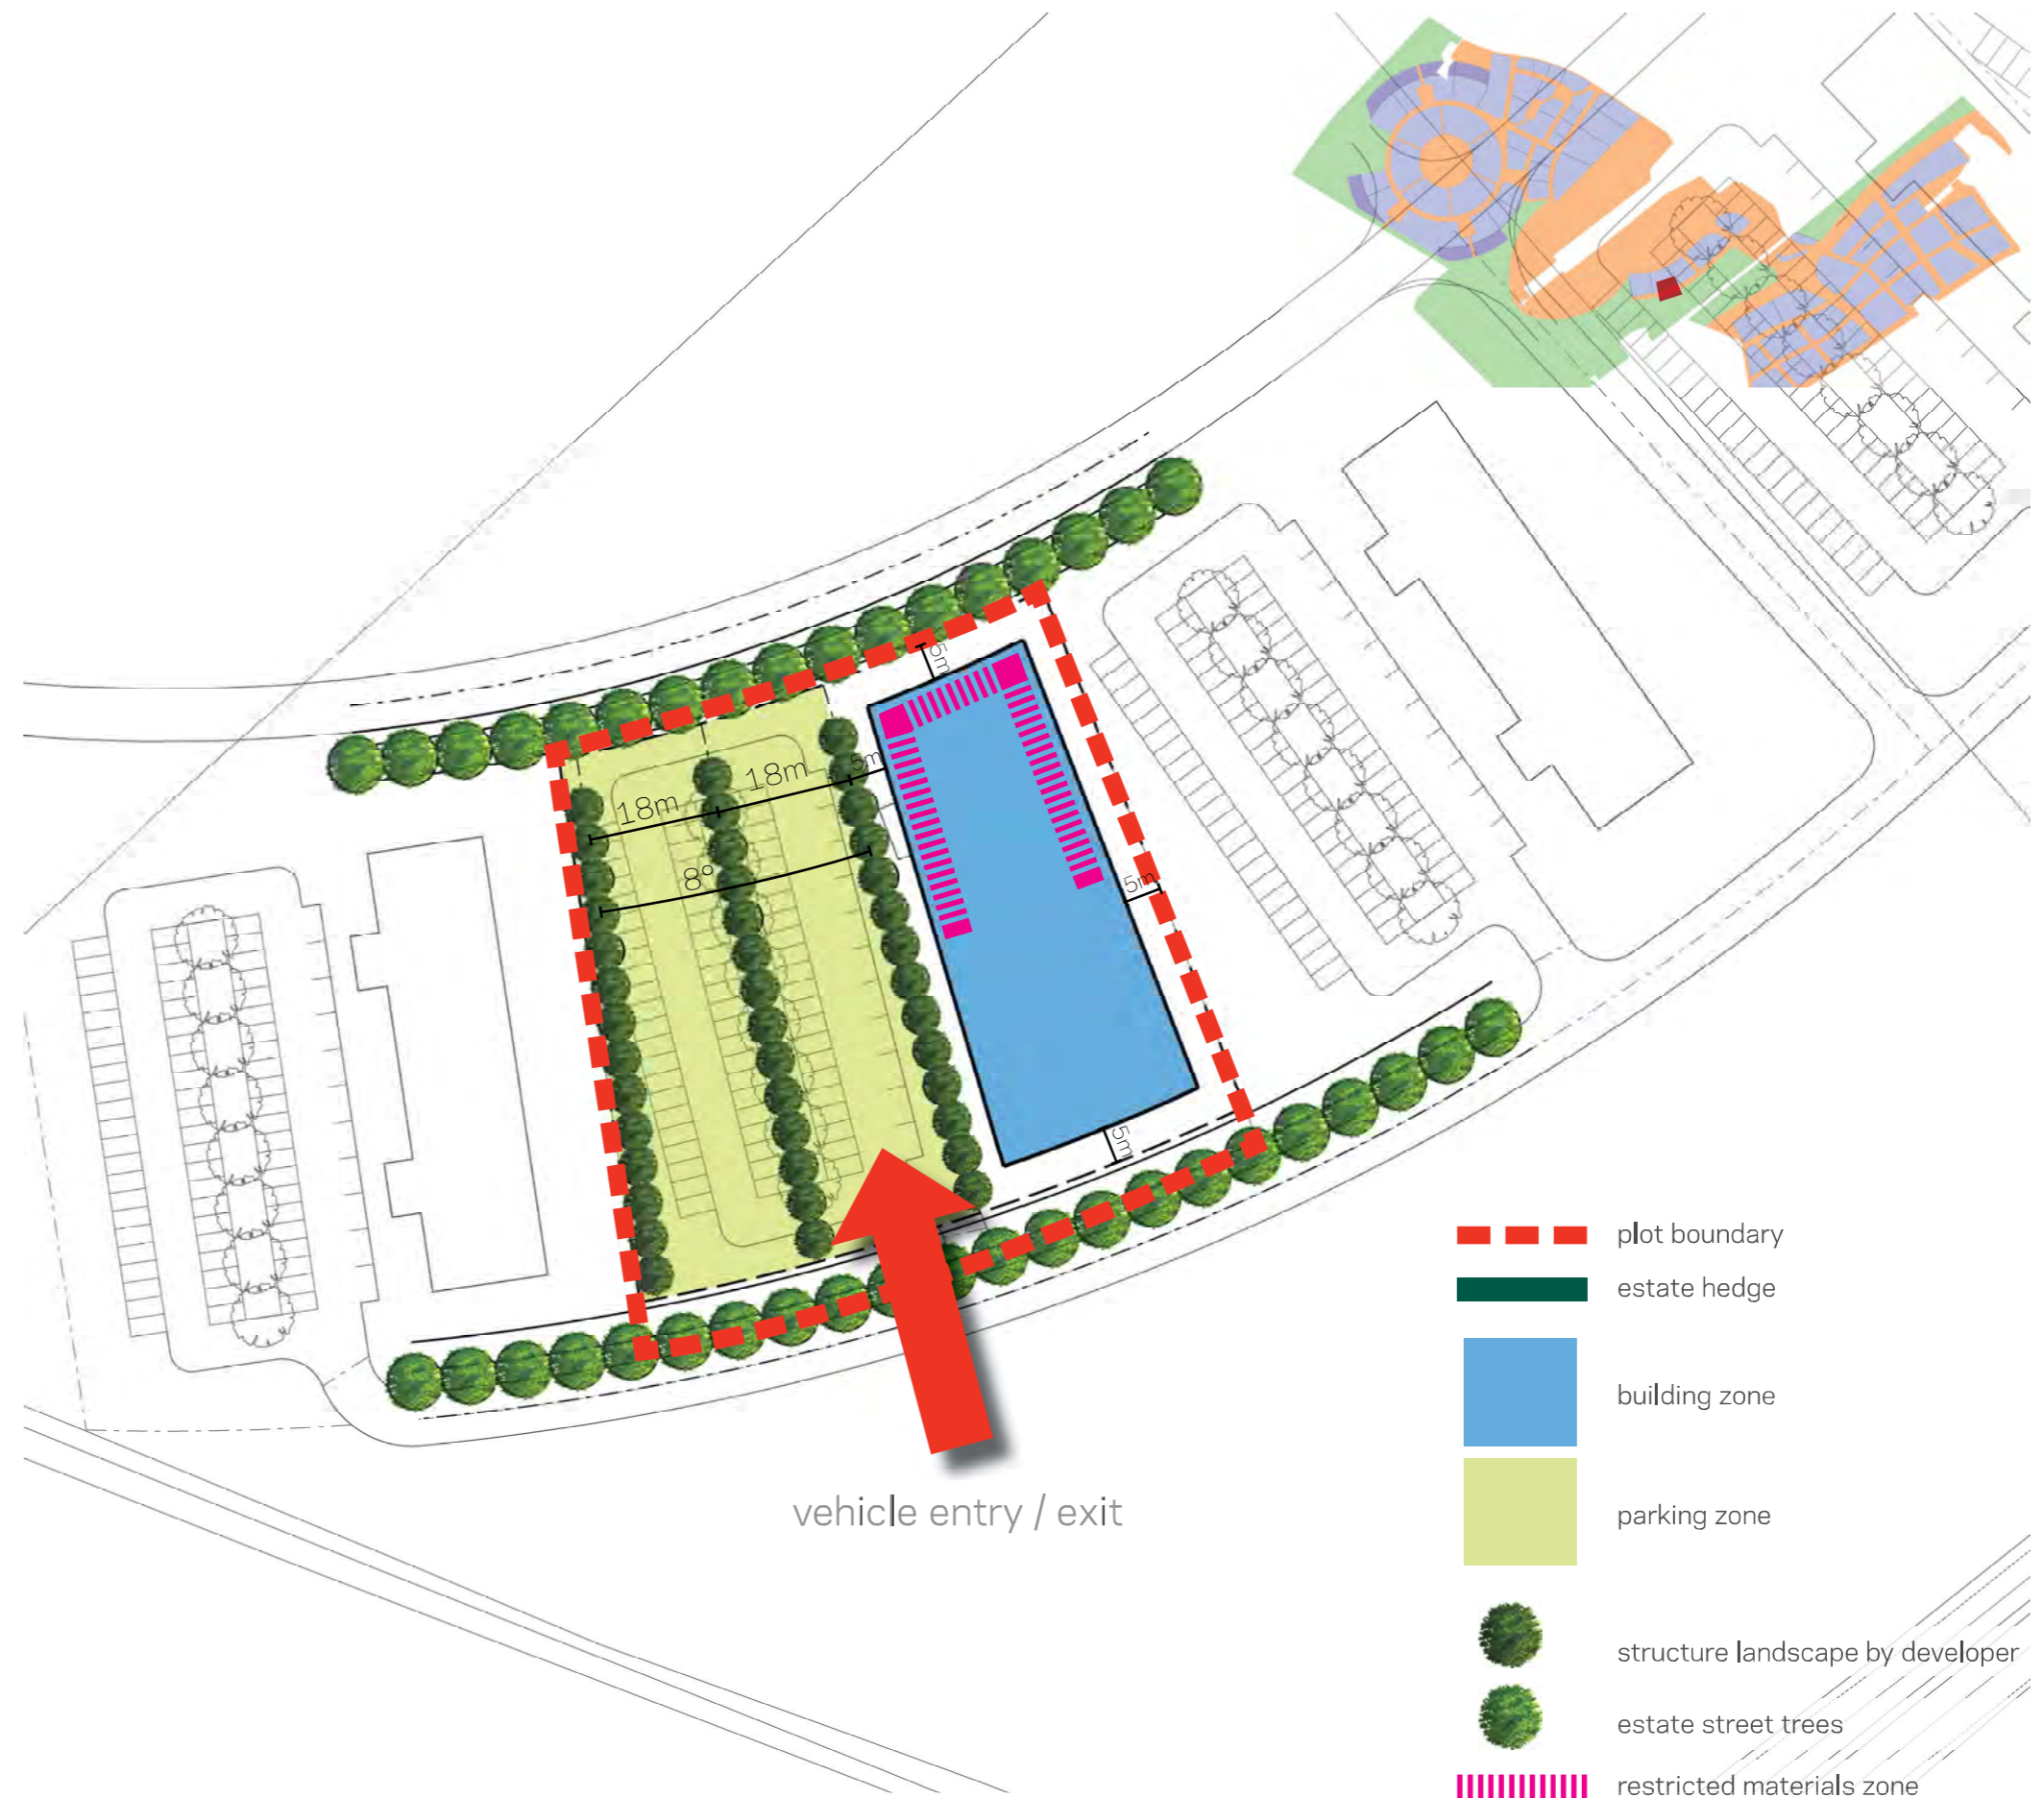 5m
18m
18m
5m
8°
5m
5m
vehicle entry / exit
plot boundary
estate hedge
building zone
parking zone
structure landscape by developer
estate street trees
restricted materials zone